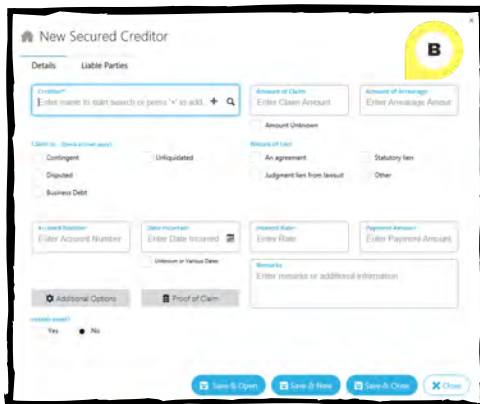 ×
New Secured Creditor
B
Details Liable Parties
Creditor* Amount of Claim Amount of Arrearage
Enter name to start search or press '+' to add. + Enter Claim Amount Enter Arrearage Amount
Amount Unknown
Claim is... (check all that apply) Nature of Lien
Contingent Unliquidated An agreement Statutory lien
Disputed Judgment lien from lawsuit Other
Business Debt
Account Number Date Incurred Interest Rate Payment Amount
Enter Account Number Enter Date Incurred Enter Rate Enter Payment Amount
Unknown or Various Dates Remarks
Enter remarks or additional information
Additional Options Proof of Claim
Yes No
Save & Open Save & New Save & Close Close